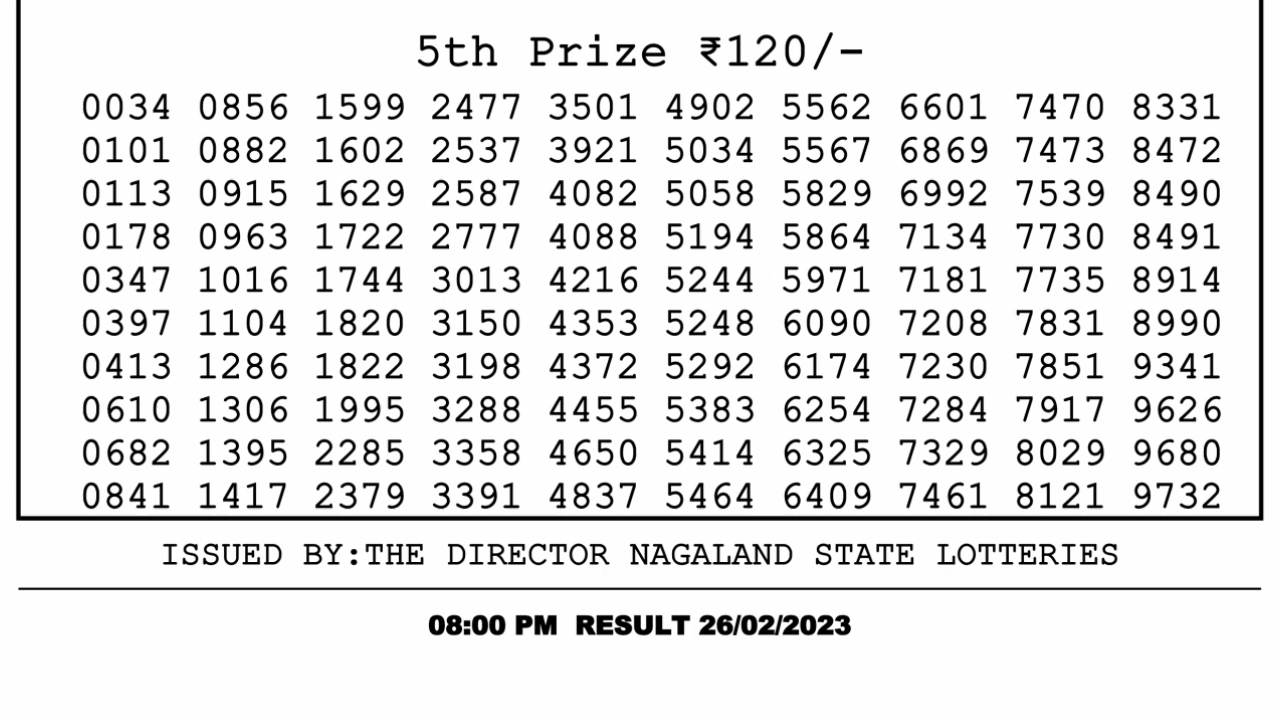 5th Prize ₹120/-
0034 0856 1599 2477 3501 4902 5562 6601 7470 8331
0101 0882 1602 2537 3921 5034 5567 6869 7473 8472
0113 0915 1629 2587 4082 5058 5829 6992 7539 8490
0178 0963 1722 2777 4088 5194 5864 7134 7730 8491
0347 1016 1744 3013 4216 5244 5971 7181 7735 8914
0397 1104 1820 3150 4353 5248 6090 7208 7831 8990
0413 1286 1822 3198 4372 5292 6174 7230 7851 9341
0610 1306 1995 3288 4455 5383 6254 7284 7917 9626
0682 1395 2285 3358 4650 5414 6325 7329 8029 9680
0841 1417 2379 3391 4837 5464 6409 7461 8121 9732
ISSUED BY:THE DIRECTOR NAGALAND STATE LOTTERIES
08:00 PM RESULT 26/02/2023